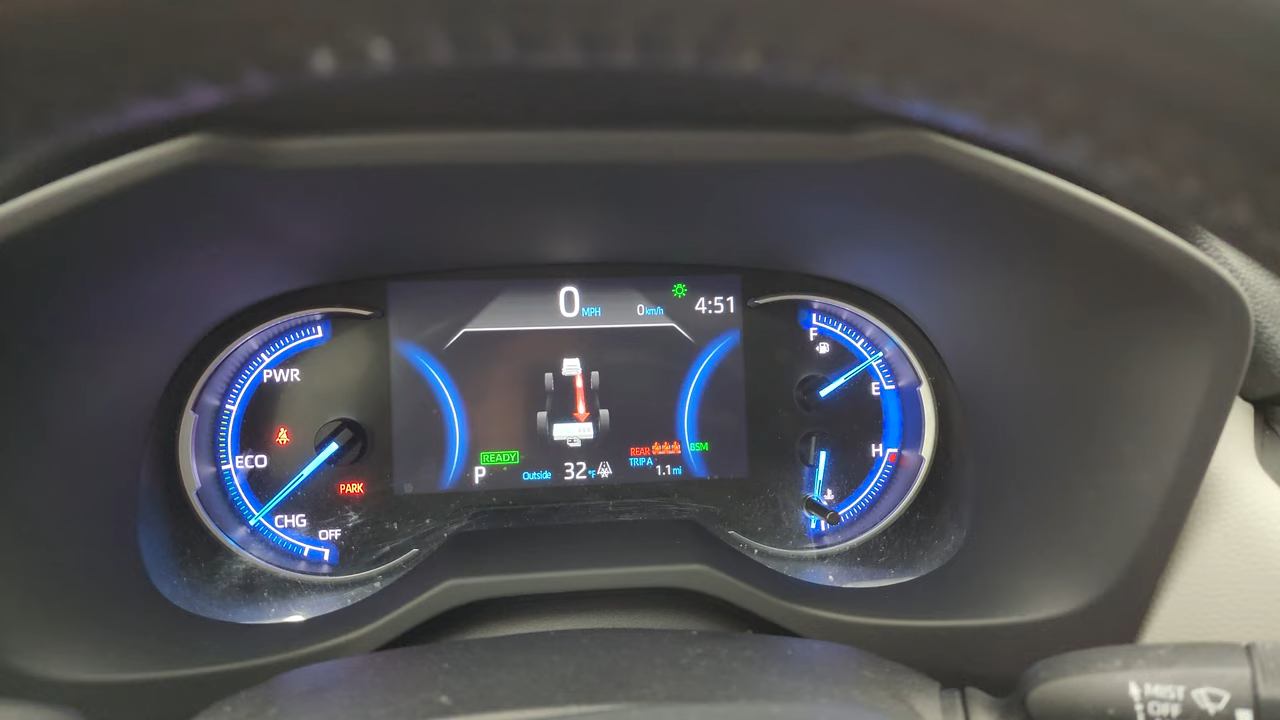 0 MPH 0 km/h 4:51
PWR
ECO
CHG
OFF
PARK
READY
P
Outside 32°F
REAR
TRIP A
1.1 mi
BSM
F
E
H
MIST
OFF